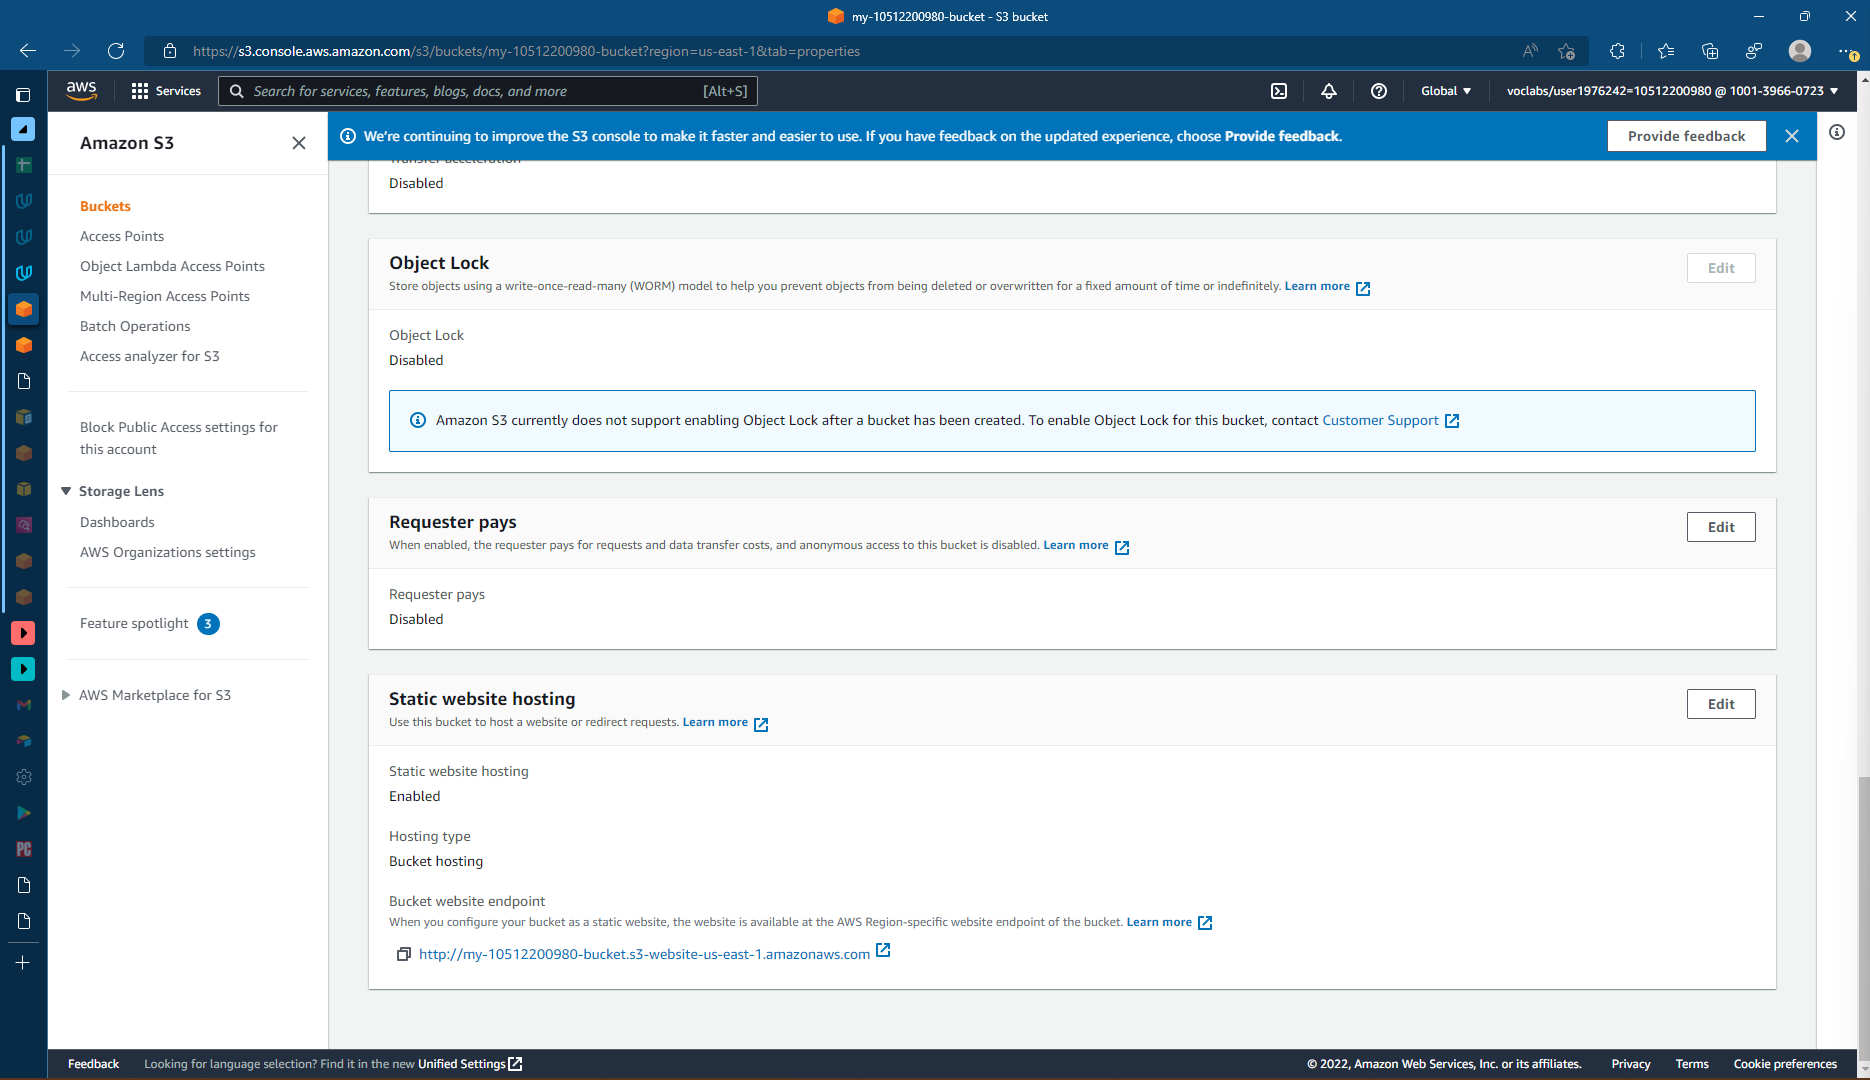 my-10512200980-bucket - S3 bucket
https://s3.console.aws.amazon.com/s3/buckets/my-10512200980-bucket?region=us-east-1&tab=properties
aws
Services
Search for services, features, blogs, docs, and more
[Alt+S]
Global
voclabs/user1976242=10512200980 @ 1001-3966-0723
Amazon S3
Buckets
Access Points
Object Lambda Access Points
Multi-Region Access Points
Batch Operations
Access analyzer for S3
Block Public Access settings for
this account
Storage Lens
Dashboards
AWS Organizations settings
Feature spotlight 3
AWS Marketplace for S3
We're continuing to improve the S3 console to make it faster and easier to use. If you have feedback on the updated experience, choose Provide feedback.
Provide feedback
Transfer acceleration
Disabled
Object Lock
Edit
Store objects using a write-once-read-many (WORM) model to help you prevent objects from being deleted or overwritten for a fixed amount of time or indefinitely. Learn more
Object Lock
Disabled
Amazon S3 currently does not support enabling Object Lock after a bucket has been created. To enable Object Lock for this bucket, contact Customer Support
Requester pays
Edit
When enabled, the requester pays for requests and data transfer costs, and anonymous access to this bucket is disabled. Learn more
Requester pays
Disabled
Static website hosting
Edit
Use this bucket to host a website or redirect requests. Learn more
Static website hosting
Enabled
Hosting type
Bucket hosting
Bucket website endpoint
When you configure your bucket as a static website, the website is available at the AWS Region-specific website endpoint of the bucket. Learn more
http://my-10512200980-bucket.s3-website-us-east-1.amazonaws.com
PC
Feedback
Looking for language selection? Find it in the new Unified Settings
© 2022, Amazon Web Services, Inc. or its affiliates.
Privacy
Terms
Cookie preferences